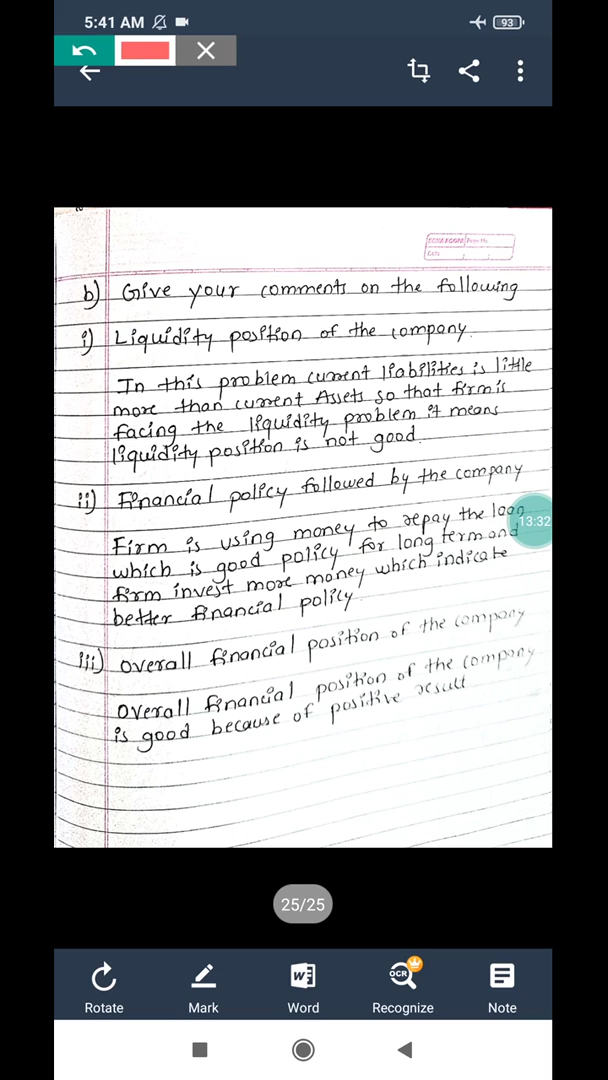 5:41 AM
93
b) Give your comments on the following
i) Liquidity position of the company.
In this problem current liabilities is little
more than current Assets so that firm is
facing the liquidity problem it means
liquidity position is not good.
ii) Financial policy followed by the company
Firm is using money to repay the loan
13:32
which is good policy for long term and
firm invest more money which indicate
better financial policy
iii) overall financial position of the company
overall financial position of the company
is good because of positive result
25/25
W
OCR
Rotate Mark Word Recognize Note